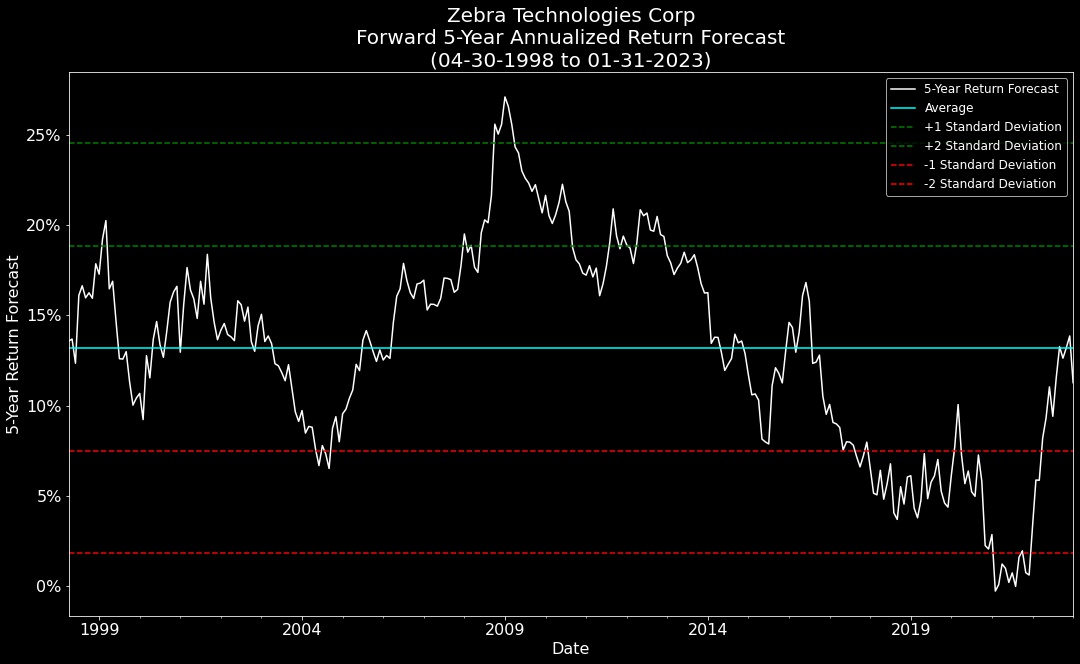 Zebra Technologies Corp
Forward 5-Year Annualized Return Forecast
(04-30-1998 to 01-31-2023)
5-Year Return Forecast
Average
+1 Standard Deviation
+2 Standard Deviation
-1 Standard Deviation
-2 Standard Deviation
25%
20%
15%
10%
5%
0%
5-Year Return Forecast
1999
2004
2009
2014
2019
Date